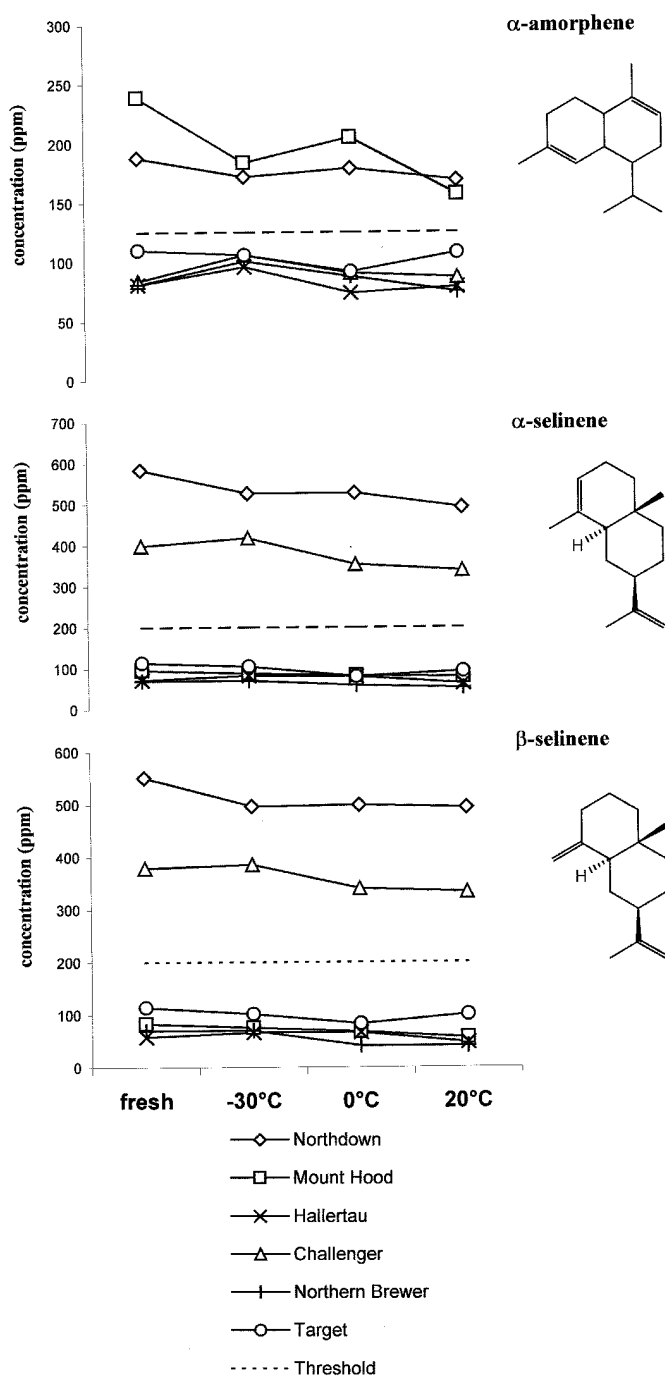 α-amorphene
concentration (ppm)
300
250
200
150
100
50
0
α-selinene
concentration (ppm)
700
600
500
400
300
200
100
0
H
β-selinene
concentration (ppm)
600
500
400
300
200
100
0
H
fresh -30°C 0°C 20°C
Northdown
Mount Hood
Hallertau
Challenger
Northern Brewer
Target
Threshold